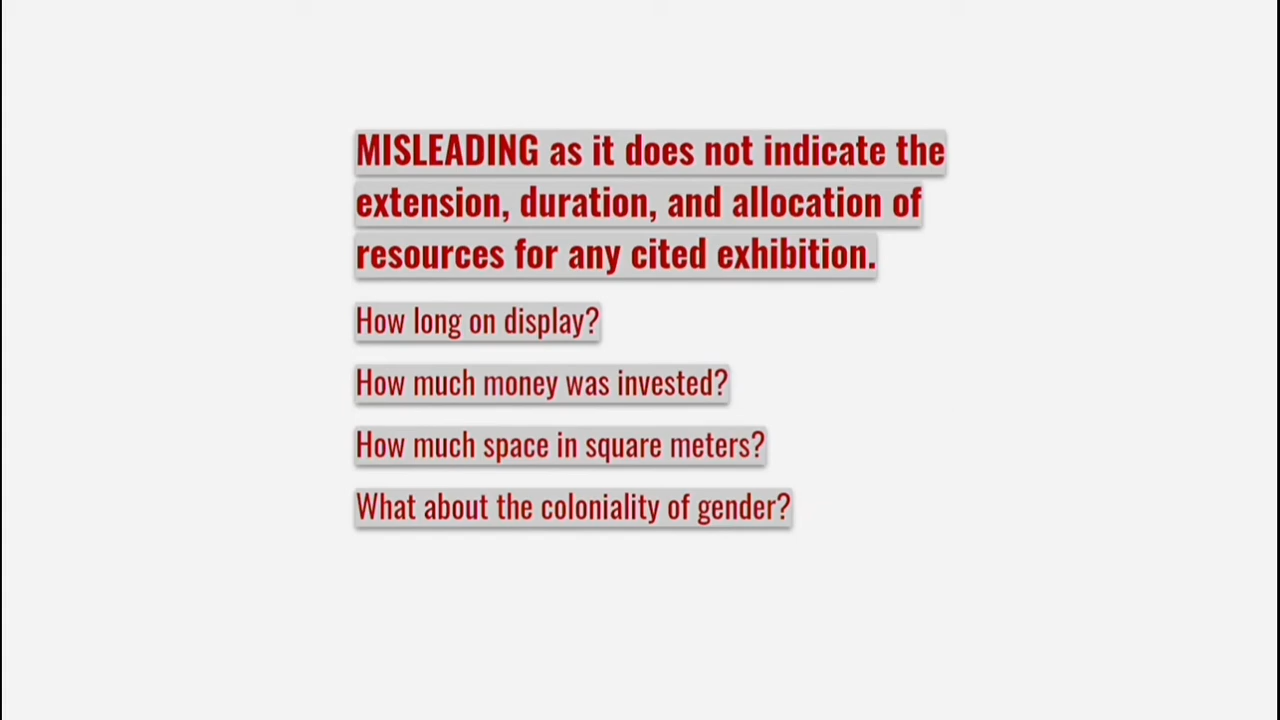 MISLEADING as it does not indicate the
extension, duration, and allocation of
resources for any cited exhibition.
How long on display?
How much money was invested?
How much space in square meters?
What about the coloniality of gender?